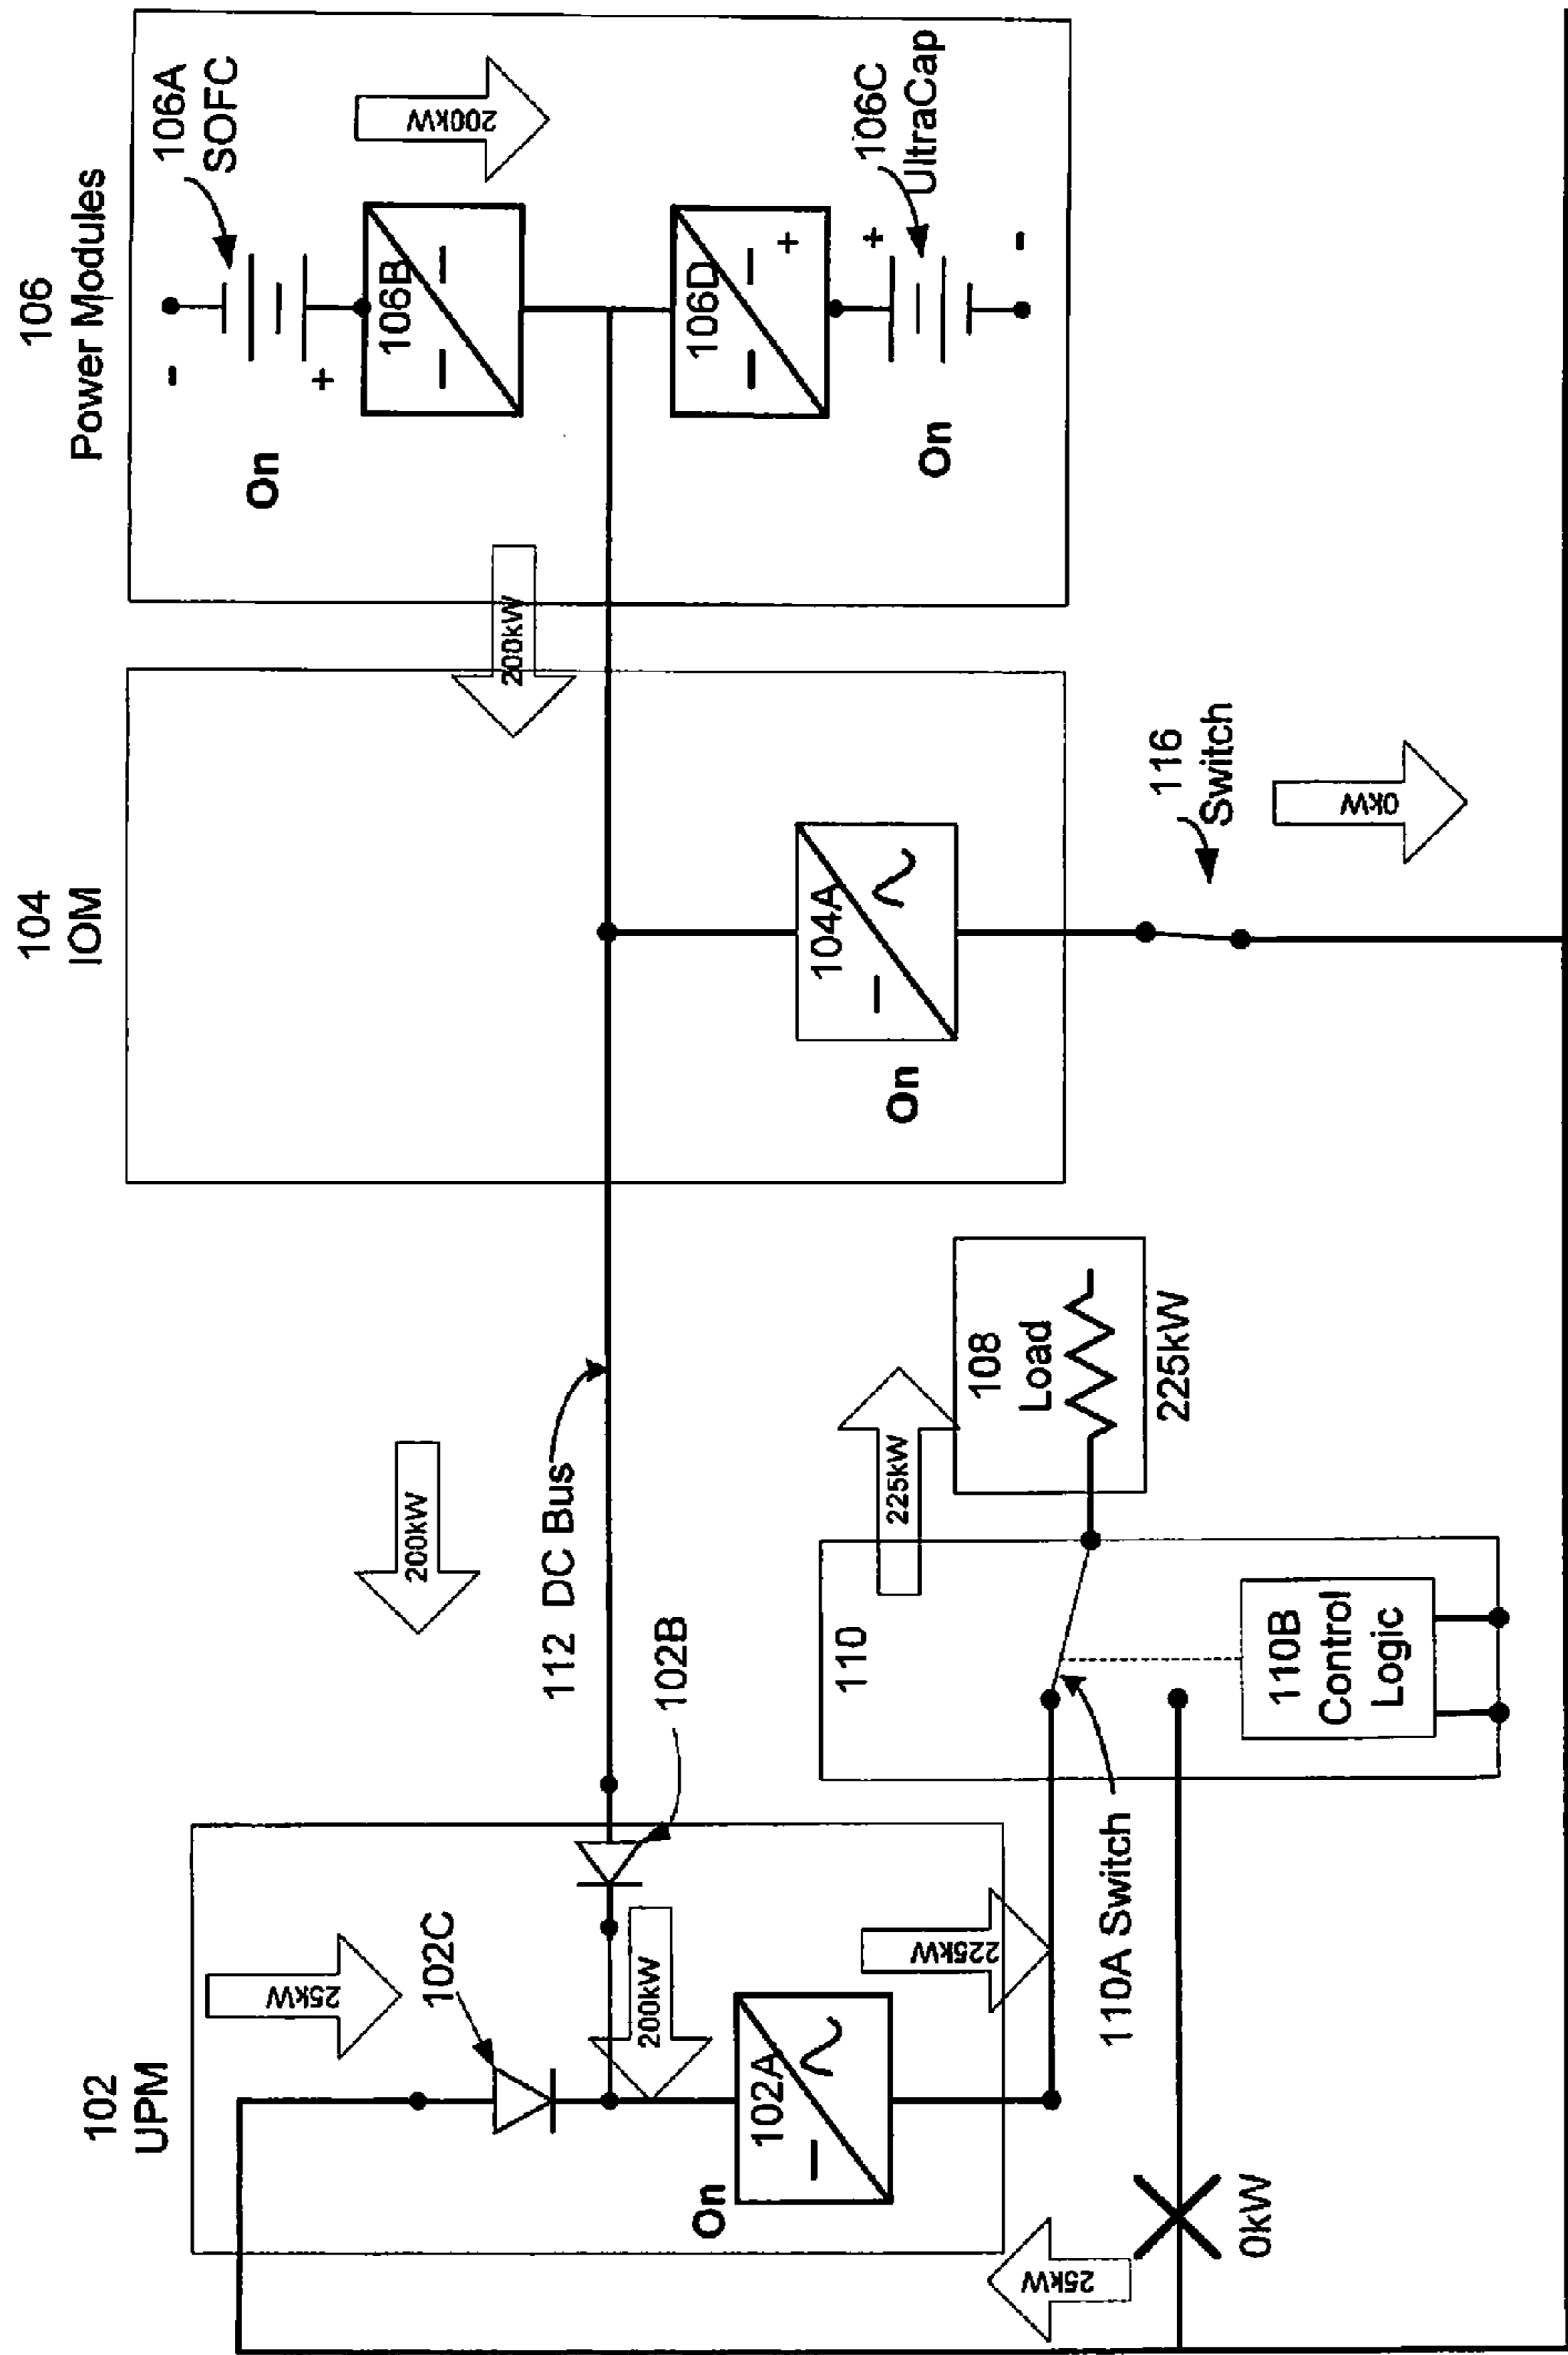 102
UPM
104
IOM
106
Power Modules
25kW
102C
200kW
200kW
-
106A
SOFC
+
On
106B
– –
200kW
112 DC Bus
102B
200kW
On
102A
– ~
225kW
104A
– ~
On
106D
– –
+
+
106C
UltraCap
On
-
25kW
0kW
110A Switch
110
225kW
108
Load
225kW
110B
Control
Logic
116
Switch
0kW